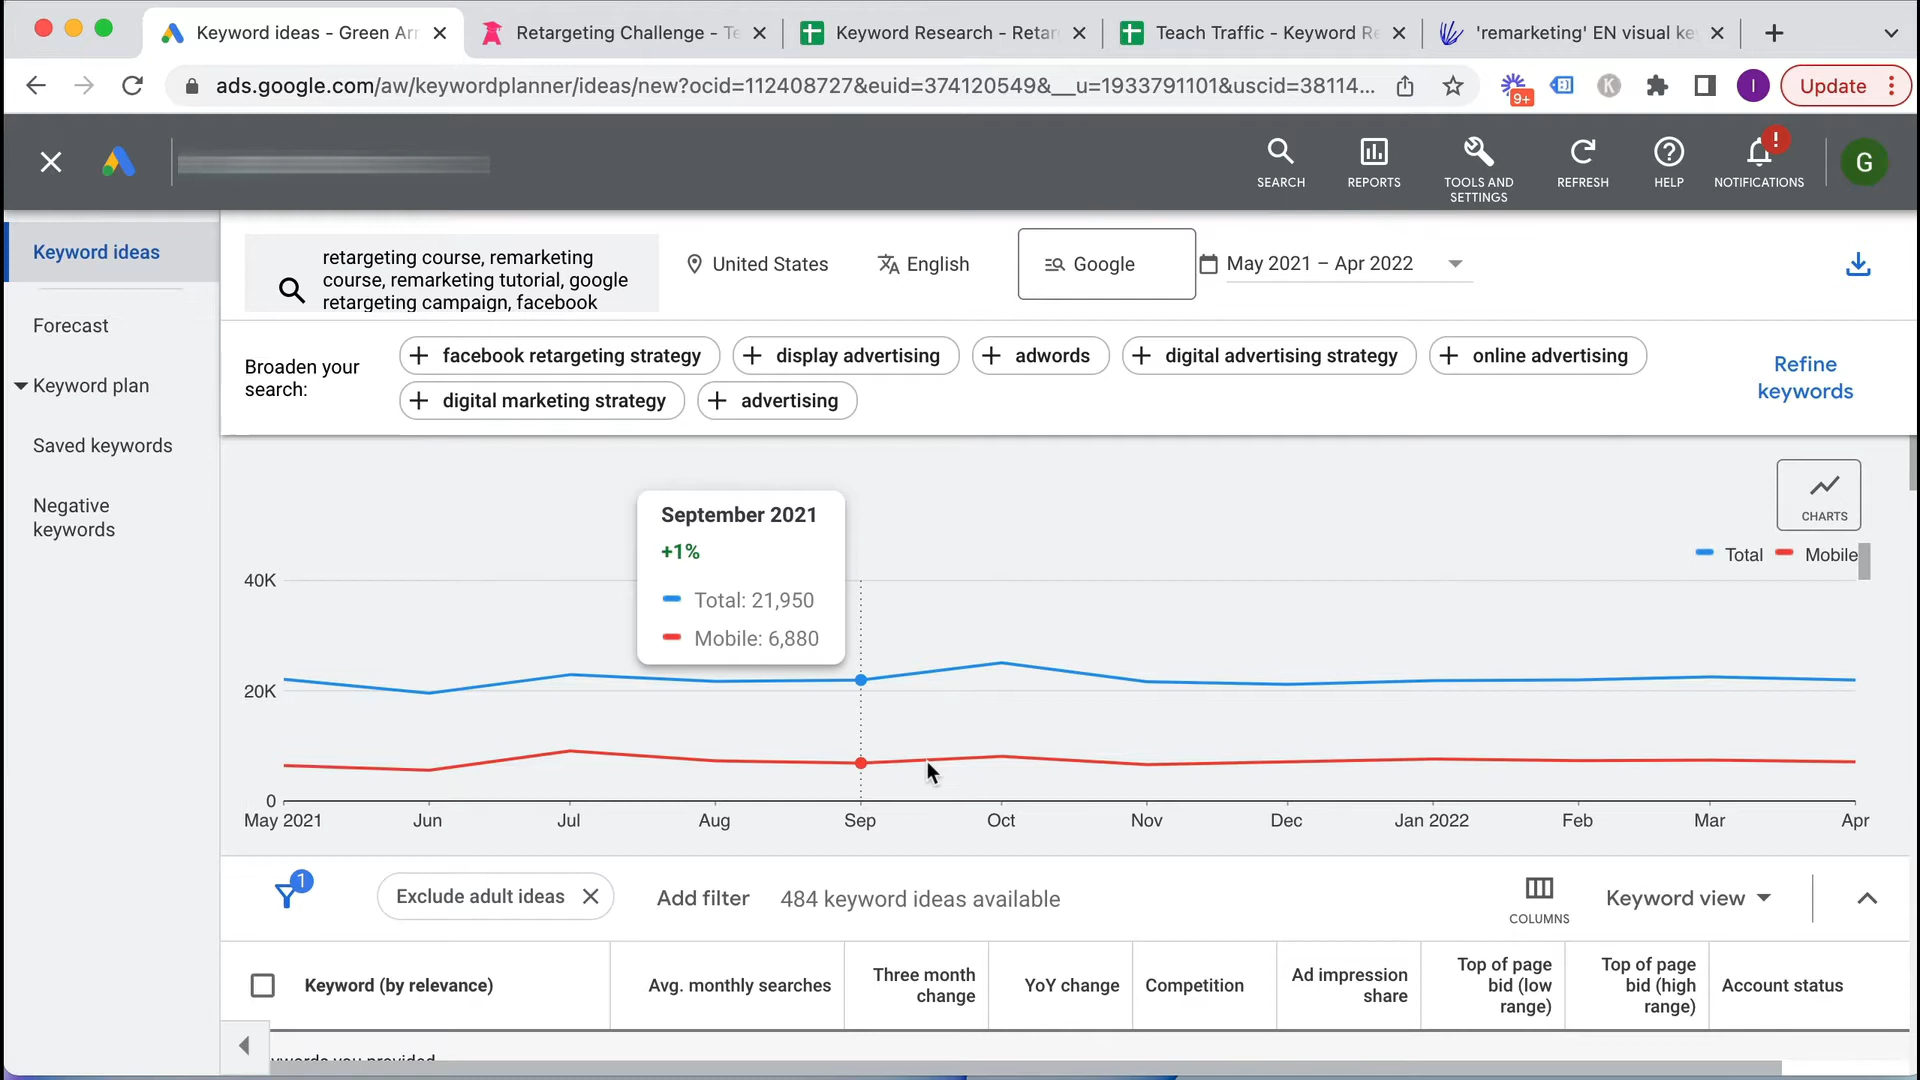 Keyword ideas - Green Arr
Retargeting Challenge - Te
Keyword Research - Retar
Teach Traffic - Keyword Re
'remarketing' EN visual key
ads.google.com/aw/keywordplanner/ideas/new?ocid=112408727&euid=374120549&__u=1933791101&uscid=38114...
9+
K
I
Update
SEARCH
REPORTS
TOOLS AND
SETTINGS
REFRESH
HELP
!
NOTIFICATIONS
G
Keyword ideas
Forecast
Keyword plan
Saved keywords
Negative
keywords
retargeting course, remarketing
course, remarketing tutorial, google
retargeting campaign, facebook
United States
English
Google
May 2021 – Apr 2022
Broaden your
search:
facebook retargeting strategy
display advertising
adwords
digital advertising strategy
online advertising
digital marketing strategy
advertising
Refine
keywords
CHARTS
Total
Mobile
September 2021
+1%
Total: 21,950
Mobile: 6,880
40K
20K
0
May 2021
Jun
Jul
Aug
Sep
Oct
Nov
Dec
Jan 2022
Feb
Mar
Apr
1
Exclude adult ideas
Add filter
484 keyword ideas available
COLUMNS
Keyword view
Keyword (by relevance)
Avg. monthly searches
Three month
change
YoY change
Competition
Ad impression
share
Top of page
bid (low
range)
Top of page
bid (high
range)
Account status
ywords you provided